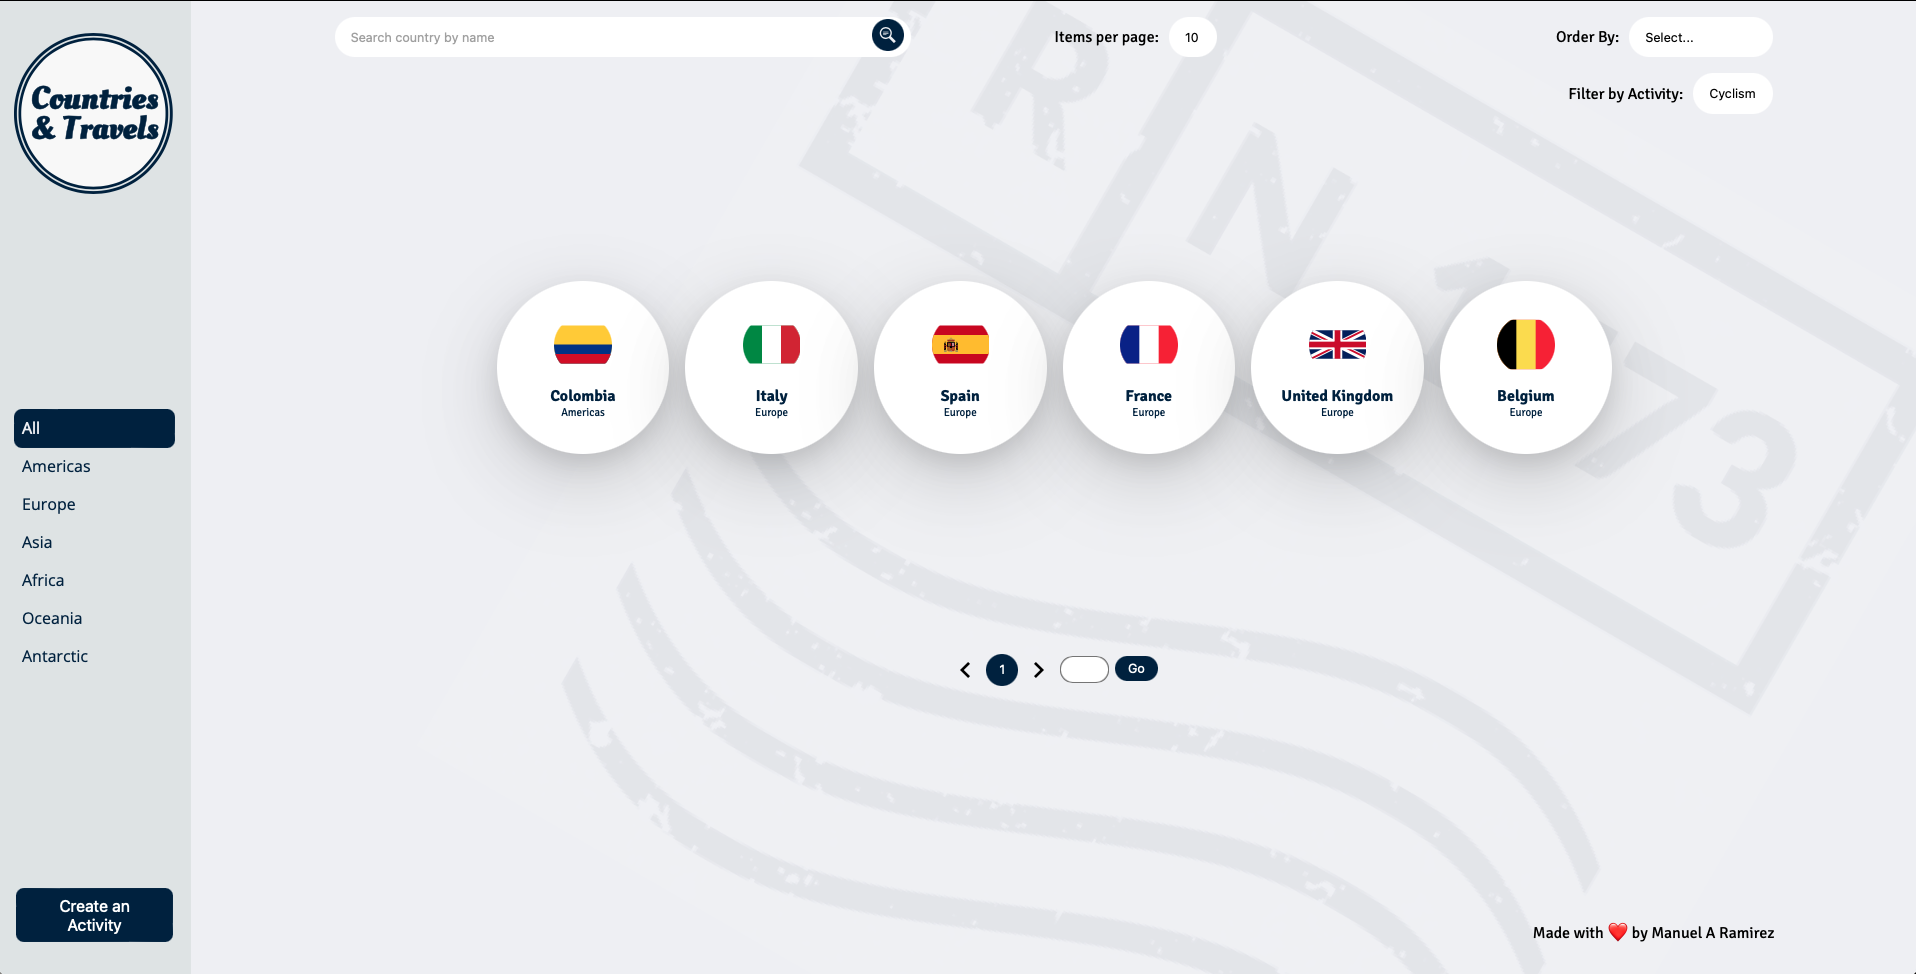 Countries
& Travels
Search country by name
Items per page: 10
Order By: Select...
Filter by Activity: Cyclism
RN1173
All
Americas
Europe
Asia
Africa
Oceania
Antarctic
Create an
Activity
Colombia
Americas
Italy
Europe
Spain
Europe
France
Europe
United Kingdom
Europe
Belgium
Europe
1
Go
Made with ❤️ by Manuel A Ramirez